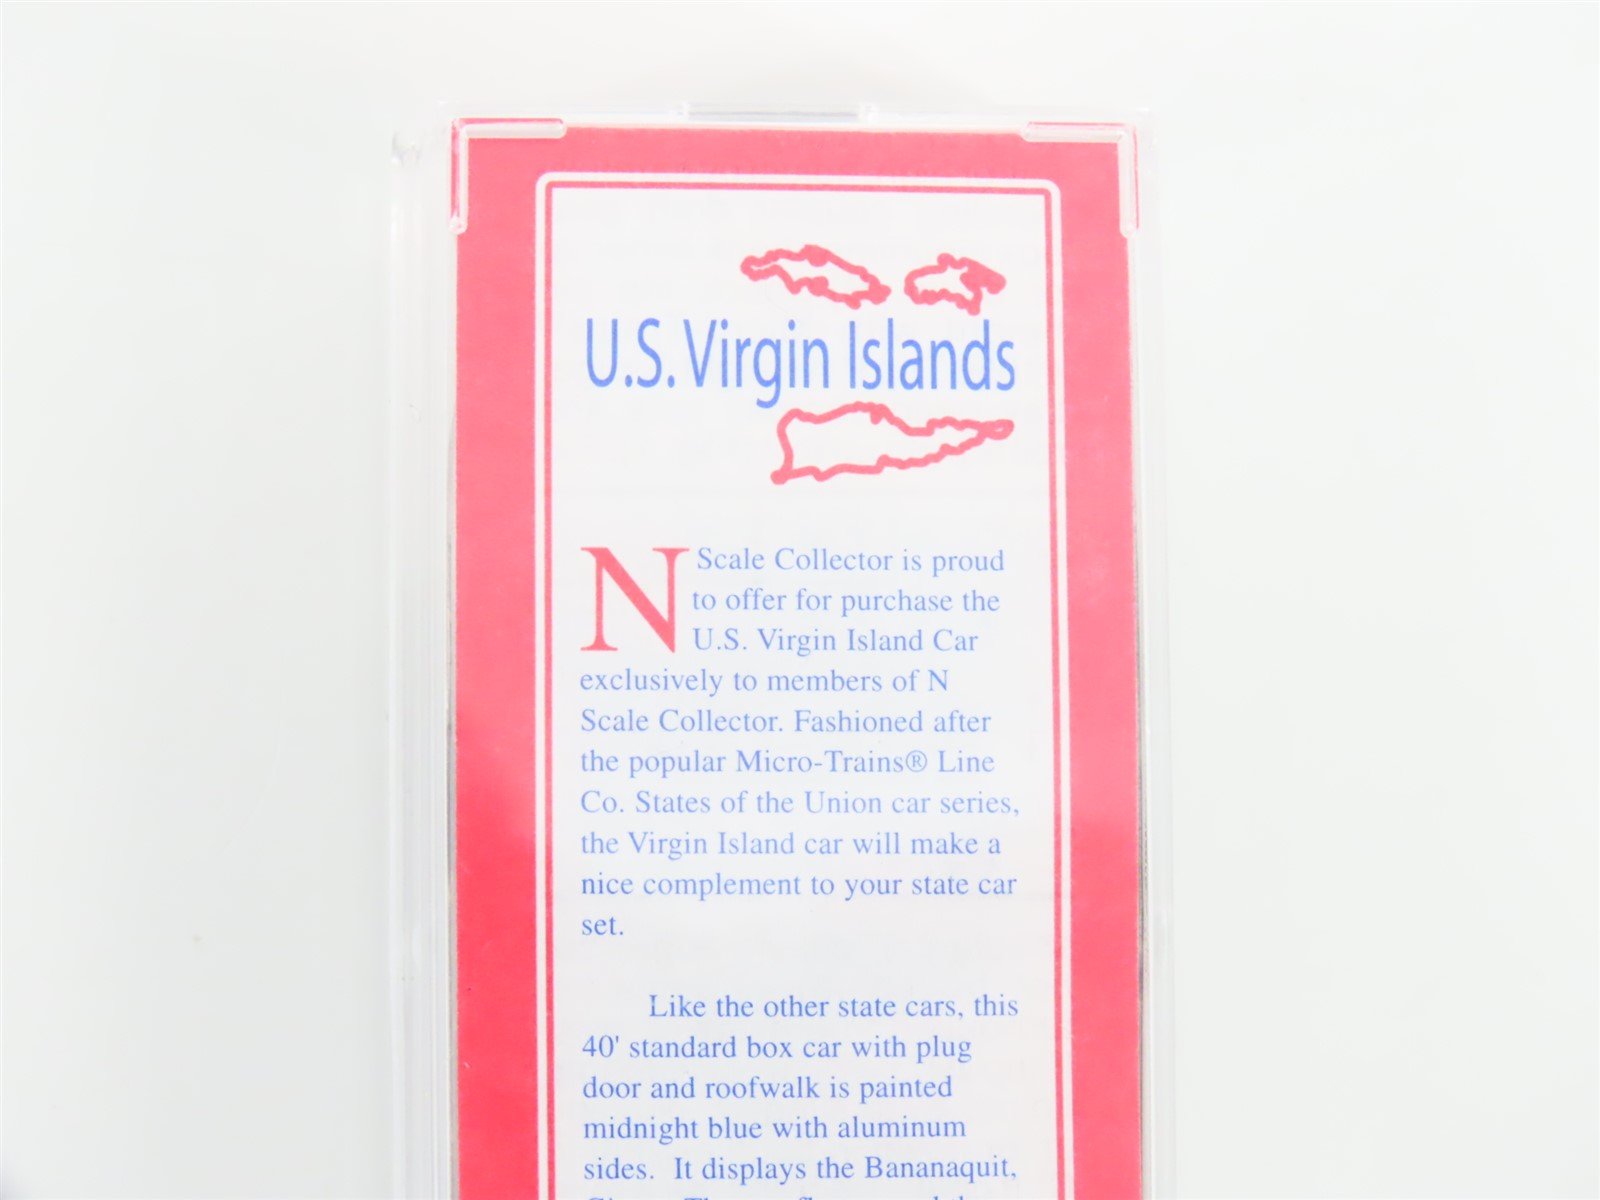 U.S. Virgin Islands
N Scale Collector is proud
to offer for purchase the
U.S. Virgin Island Car
exclusively to members of N
Scale Collector. Fashioned after
the popular Micro-Trains® Line
Co. States of the Union car series,
the Virgin Island car will make a
nice complement to your state car
set.
Like the other state cars, this
40' standard box car with plug
door and roofwalk is painted
midnight blue with aluminum
sides. It displays the Bananaquit,